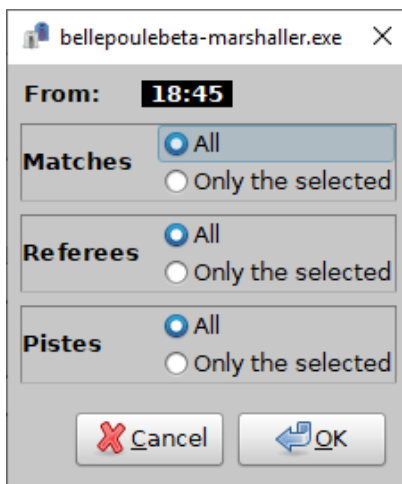 bellepoulebeta-marshaller.exe
From: 18:45
Matches
All
Only the selected
Referees
All
Only the selected
Pistes
All
Only the selected
Cancel OK